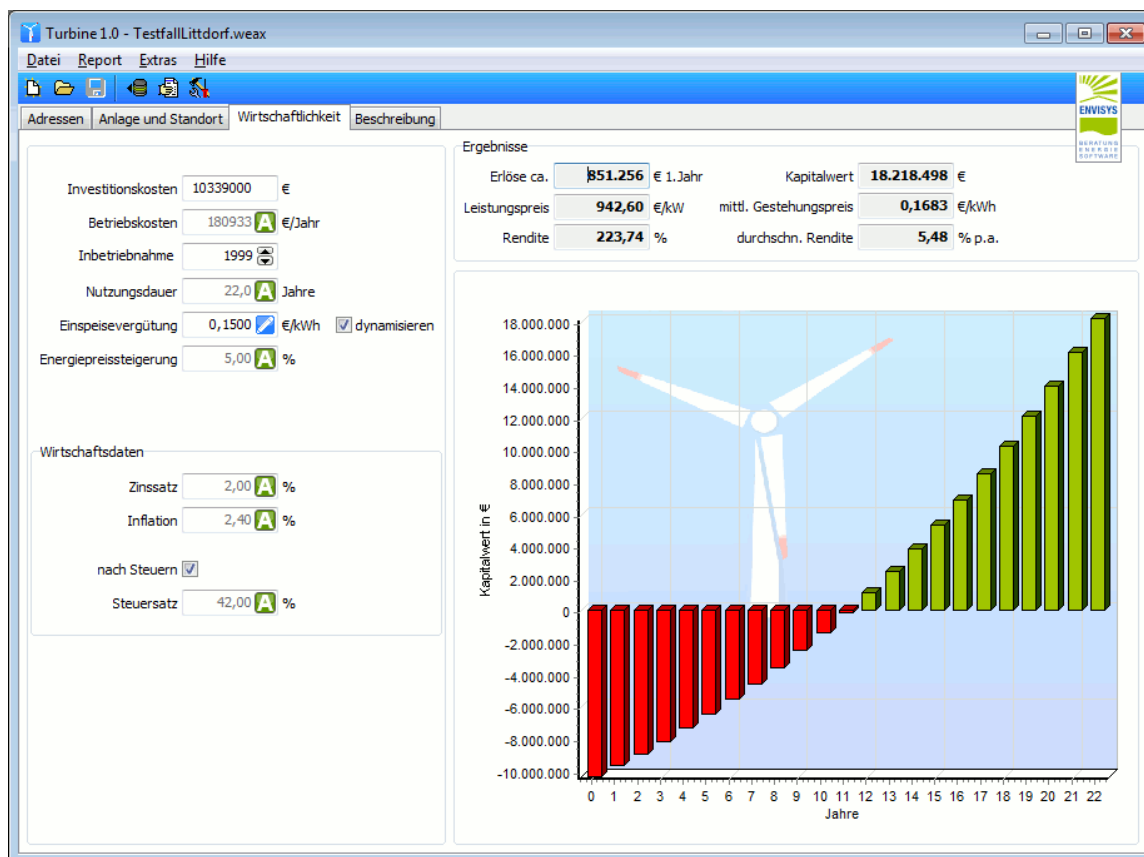 Turbine 1.0 - TestfallLittdorf.weax
Datei Report Extras Hilfe
ENVISYS
BERATUNG
ENERGIE
SOFTWARE
Adressen Anlage und Standort Wirtschaftlichkeit Beschreibung
Investitionskosten 10339000 €
Betriebskosten 180933 A €/Jahr
Inbetriebnahme 1999
Nutzungsdauer 22,0 A Jahre
Einspeisevergütung 0,1500 €/kWh dynamisieren
Energiepreissteigerung 5,00 A %
Wirtschaftsdaten
Zinssatz 2,00 A %
Inflation 2,40 A %
nach Steuern
Steuersatz 42,00 A %
Ergebnisse
Erlöse ca. 851.256 € 1.Jahr Kapitalwert 18.218.498 €
Leistungspreis 942,60 €/kW mittl. Gestehungspreis 0,1683 €/kWh
Rendite 223,74 % durchschn. Rendite 5,48 % p.a.
Kapitalwert in €
18.000.000
16.000.000
14.000.000
12.000.000
10.000.000
8.000.000
6.000.000
4.000.000
2.000.000
0
-2.000.000
-4.000.000
-6.000.000
-8.000.000
-10.000.000
0 1 2 3 4 5 6 7 8 9 10 11 12 13 14 15 16 17 18 19 20 21 22
Jahre